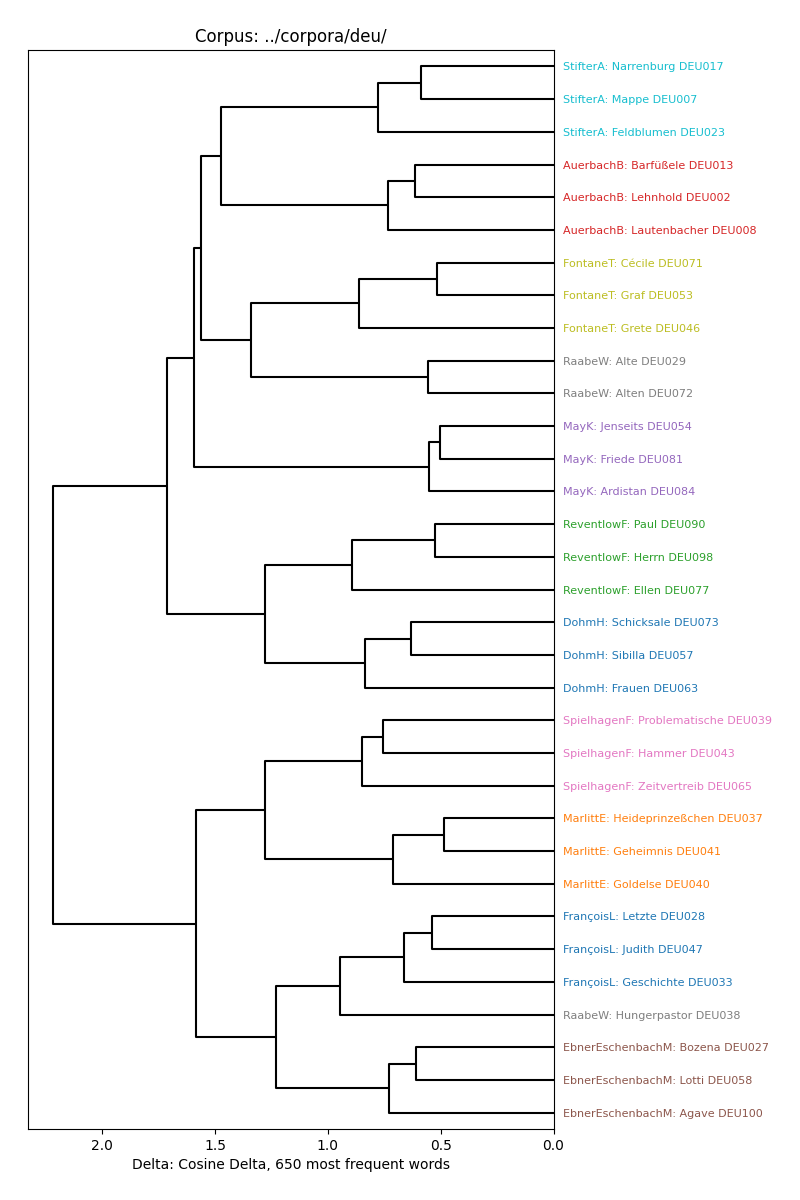 Corpus: ../corpora/deu/
StifterA: Narrenburg DEU017
StifterA: Mappe DEU007
StifterA: Feldblumen DEU023
AuerbachB: Barfüßele DEU013
AuerbachB: Lehnhold DEU002
AuerbachB: Lautenbacher DEU008
FontaneT: Cécile DEU071
FontaneT: Graf DEU053
FontaneT: Grete DEU046
RaabeW: Alte DEU029
RaabeW: Alten DEU072
MayK: Jenseits DEU054
MayK: Friede DEU081
MayK: Ardistan DEU084
ReventlowF: Paul DEU090
ReventlowF: Herrn DEU098
ReventlowF: Ellen DEU077
DohmH: Schicksale DEU073
DohmH: Sibilla DEU057
DohmH: Frauen DEU063
SpielhagenF: Problematische DEU039
SpielhagenF: Hammer DEU043
SpielhagenF: Zeitvertreib DEU065
MarlittE: Heideprinzeßchen DEU037
MarlittE: Geheimnis DEU041
MarlittE: Goldelse DEU040
FrançoisL: Letzte DEU028
FrançoisL: Judith DEU047
FrançoisL: Geschichte DEU033
RaabeW: Hungerpastor DEU038
EbnerEschenbachM: Bozena DEU027
EbnerEschenbachM: Lotti DEU058
EbnerEschenbachM: Agave DEU100
2.0 1.5 1.0 0.5 0.0
Delta: Cosine Delta, 650 most frequent words